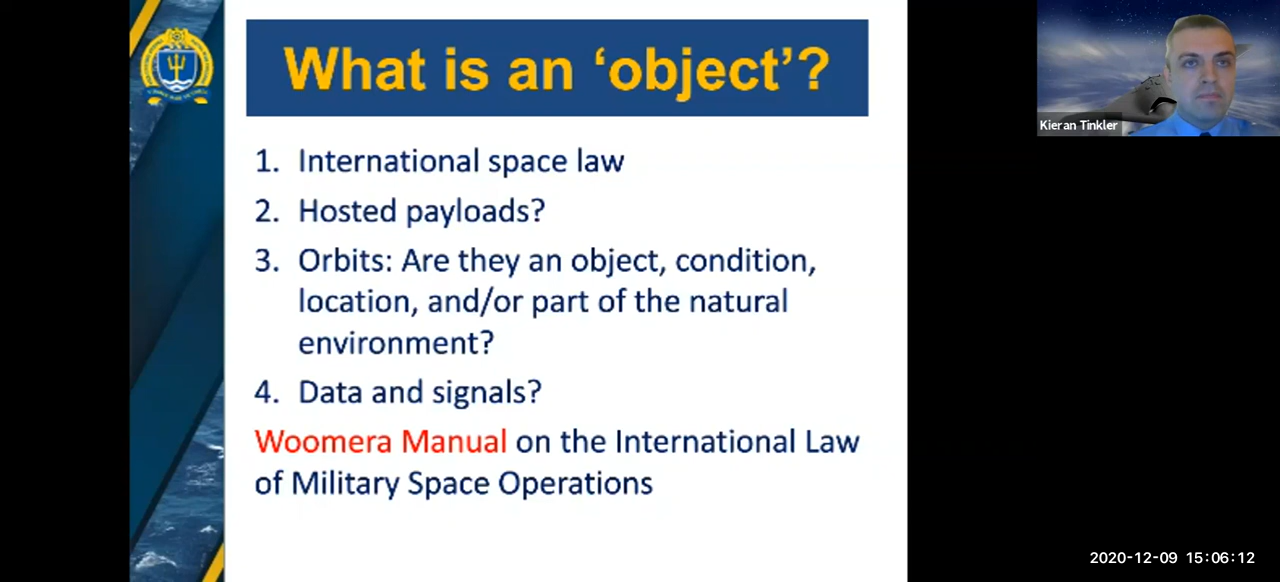 What is an ‘object’?
1. International space law
2. Hosted payloads?
3. Orbits: Are they an object, condition,
location, and/or part of the natural
environment?
4. Data and signals?
Woomera Manual on the International Law
of Military Space Operations
Kieran Tinkler
2020-12-09 15:06:12